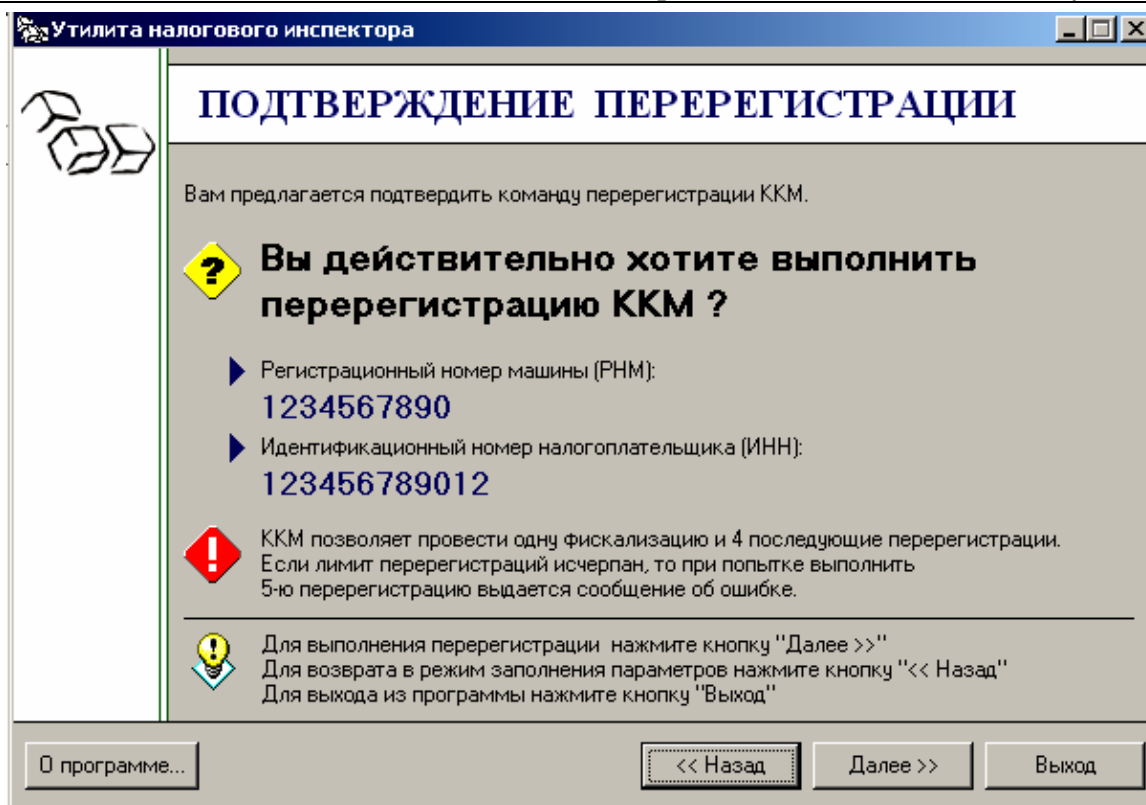 Утилита налогового инспектора
ПОДТВЕРЖДЕНИЕ ПЕРЕРЕГИСТРАЦИИ
Вам предлагается подтвердить команду перерегистрации ККМ.
Вы действительно хотите выполнить
перерегистрацию ККМ ?
Регистрационный номер машины (РНМ):
1234567890
Идентификационный номер налогоплательщика (ИНН):
123456789012
ККМ позволяет провести одну фискализацию и 4 последующие перерегистрации.
Если лимит перерегистраций исчерпан, то при попытке выполнить
5-ю перерегистрацию выдается сообщение об ошибке.
Для выполнения перерегистрации нажмите кнопку "Далее >>"
Для возврата в режим заполнения параметров нажмите кнопку "<< Назад"
Для выхода из программы нажмите кнопку "Выход"
О программе... << Назад Далее >> Выход